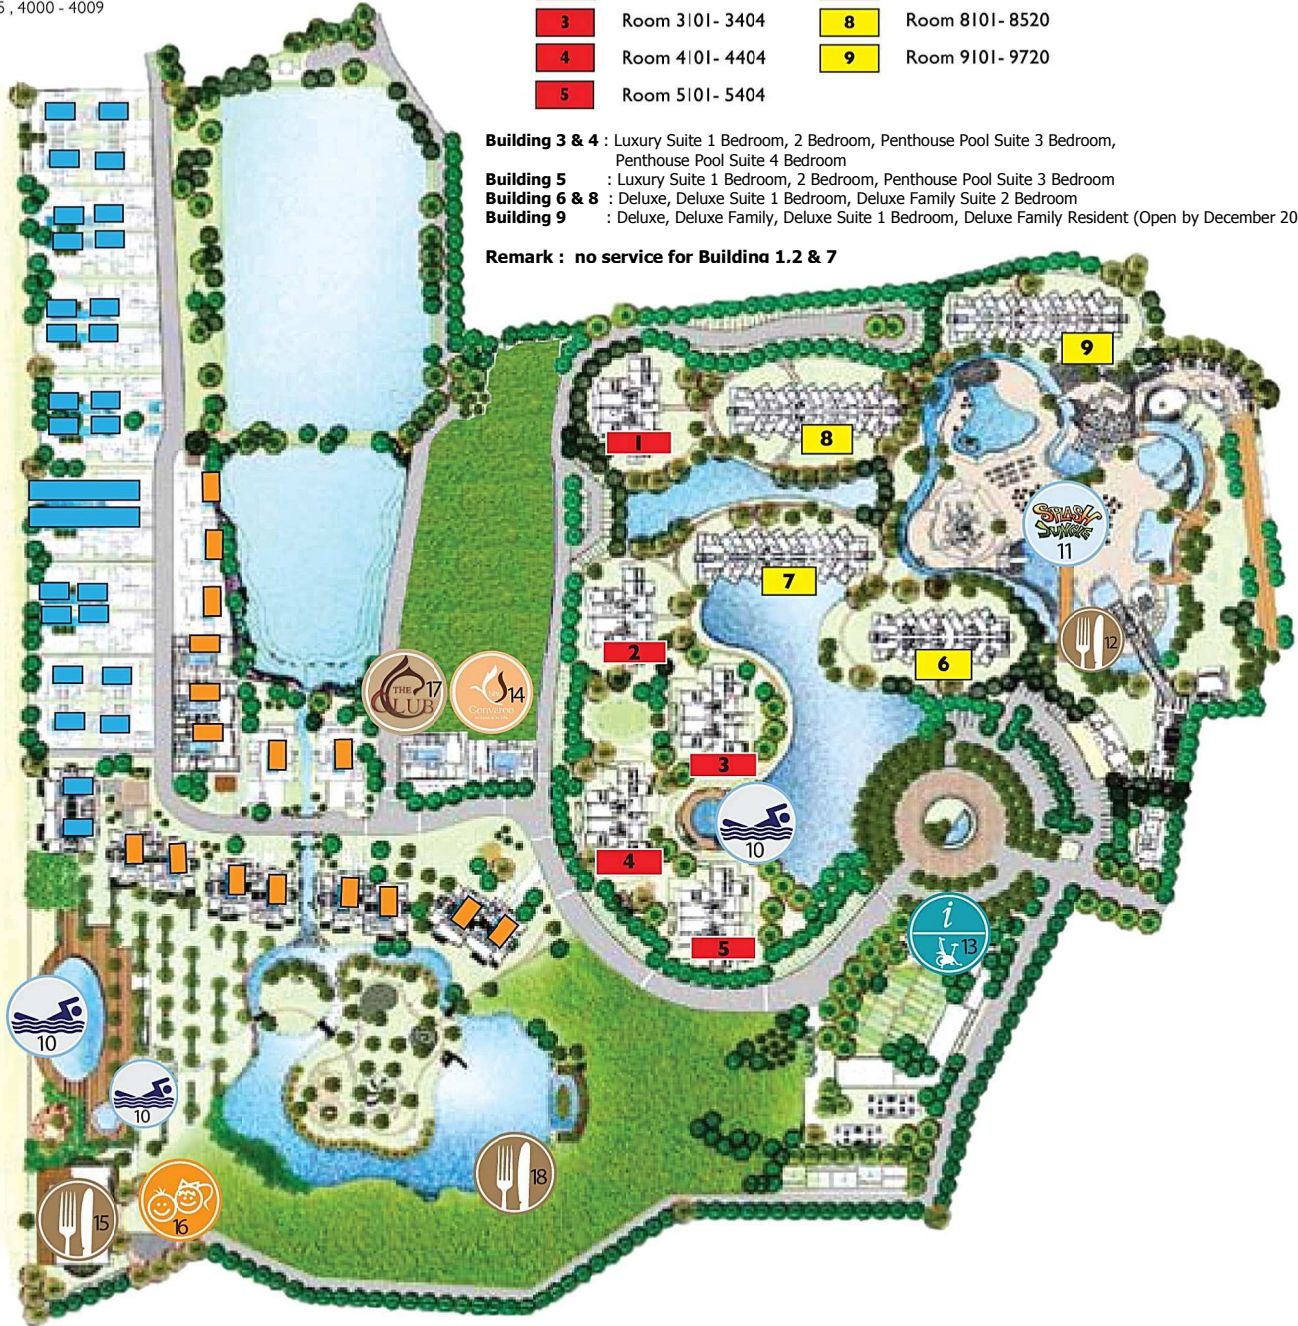 , 4000 - 4009
3 Room 3101- 3404
8 Room 8101- 8520
4 Room 4101- 4404
9 Room 9101- 9720
5 Room 5101- 5404
Building 3 & 4 : Luxury Suite 1 Bedroom, 2 Bedroom, Penthouse Pool Suite 3 Bedroom,
Penthouse Pool Suite 4 Bedroom
Building 5 : Luxury Suite 1 Bedroom, 2 Bedroom, Penthouse Pool Suite 3 Bedroom
Building 6 & 8 : Deluxe, Deluxe Suite 1 Bedroom, Deluxe Family Suite 2 Bedroom
Building 9 : Deluxe, Deluxe Family, Deluxe Suite 1 Bedroom, Deluxe Family Resident (Open by December 20
Remark : no service for Building 1.2 & 7
9
1
8
SPLASH
JUNGLE
11
7
12
2
6
THE
CLUB
17
14
3
10
4
5
i
13
10
10
18
15
16